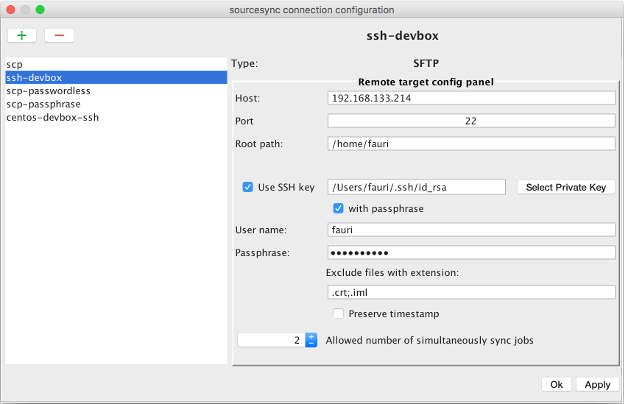 sourcesync connection configuration
ssh-devbox
scp
ssh-devbox
scp-passwordless
scp-passphrase
centos-devbox-ssh
Type: SFTP
Remote target config panel
Host: 192.168.133.214
Port 22
Root path: /home/fauri
Use SSH key /Users/fauri/.ssh/id_rsa Select Private Key
with passphrase
User name: fauri
Passphrase: ••••••••••
Exclude files with extension:
.crt;.iml
Preserve timestamp
2 Allowed number of simultaneously sync jobs
Ok Apply